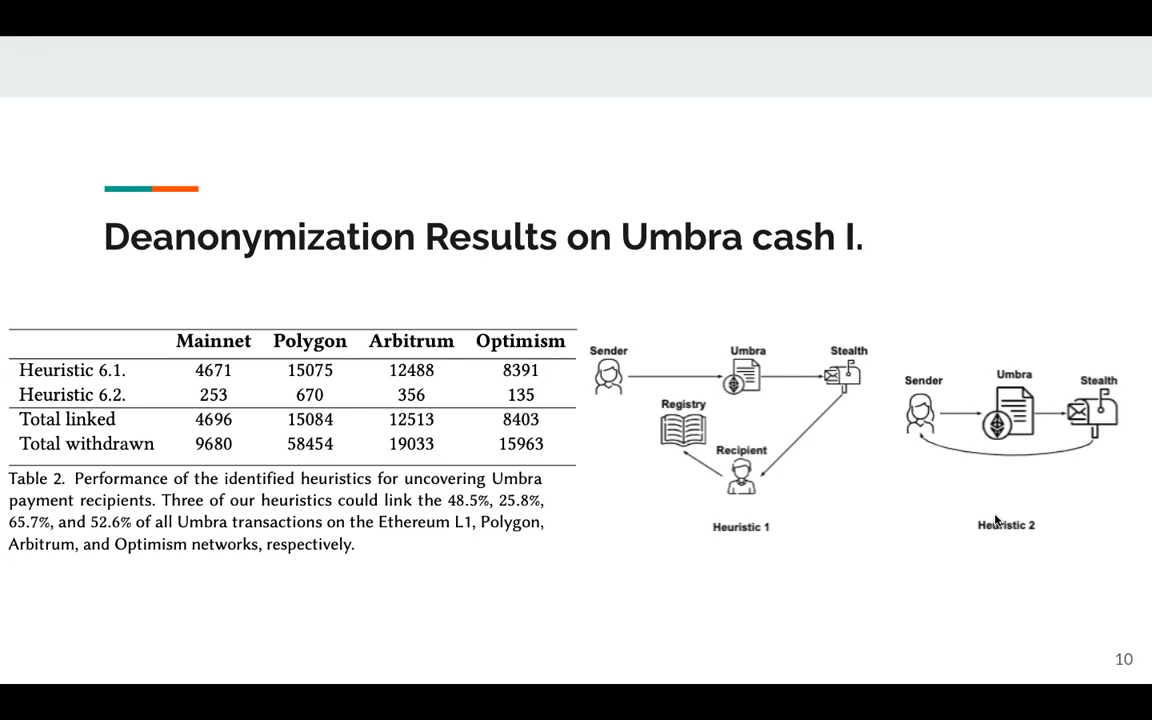 Deanonymization Results on Umbra cash I.
Mainnet Polygon Arbitrum Optimism
Heuristic 6.1. 4671 15075 12488 8391
Heuristic 6.2. 253 670 356 135
Total linked 4696 15084 12513 8403
Total withdrawn 9680 58454 19033 15963
Table 2. Performance of the identified heuristics for uncovering Umbra
payment recipients. Three of our heuristics could link the 48.5%, 25.8%,
65.7%, and 52.6% of all Umbra transactions on the Ethereum L1, Polygon,
Arbitrum, and Optimism networks, respectively.
Sender Umbra Stealth
Registry
Recipient
Heuristic 1
Sender Umbra Stealth
Heuristic 2
10